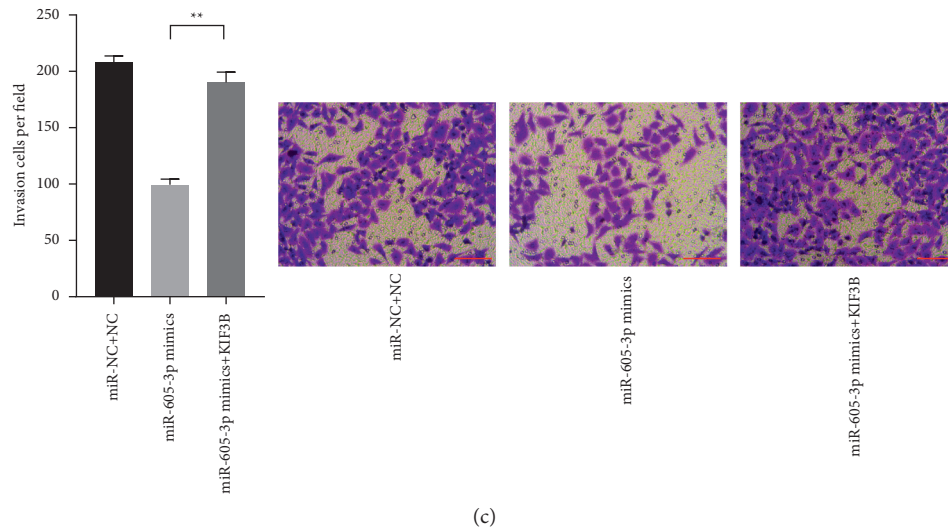 250
200
150
100
50
0
Invasion cells per field
**
miR-NC+NC
miR-605-3p mimics
miR-605-3p mimics+KIF3B
miR-NC+NC
miR-605-3p mimics
miR-605-3p mimics+KIF3B
(c)